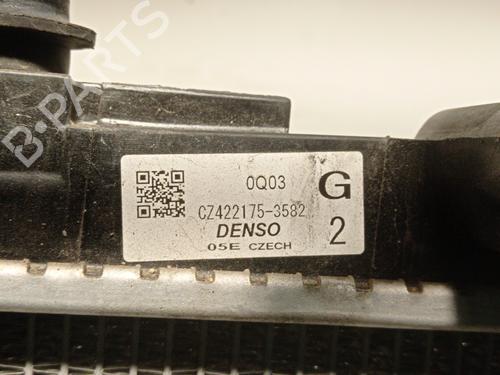 B-PARTS
0Q03
G
CZ422175-3582
DENSO
2
05E CZECH